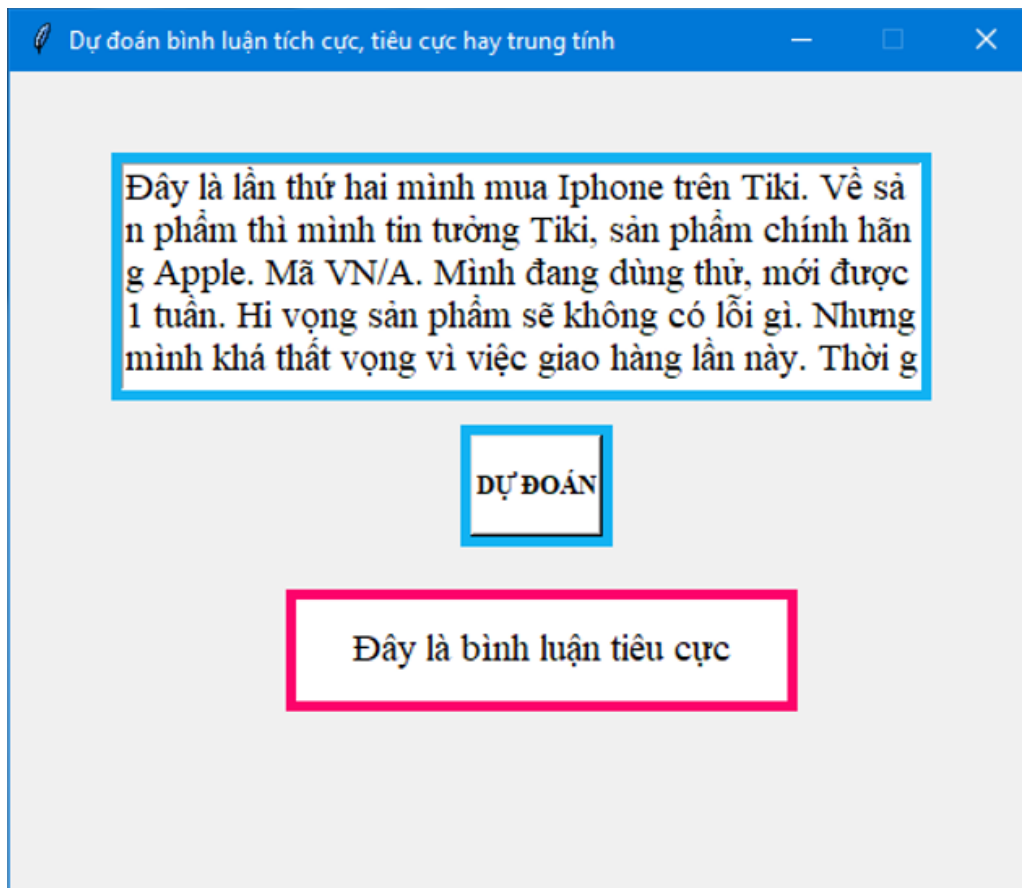 Dự đoán bình luận tích cực, tiêu cực hay trung tính
Đây là lần thứ hai mình mua Iphone trên Tiki. Về sả
n phẩm thì mình tin tưởng Tiki, sản phẩm chính hãn
g Apple. Mã VN/A. Mình đang dùng thử, mới được
1 tuần. Hi vọng sản phẩm sẽ không có lỗi gì. Nhưng
mình khá thất vọng vì việc giao hàng lần này. Thời g
DỰ ĐOÁN
Đây là bình luận tiêu cực